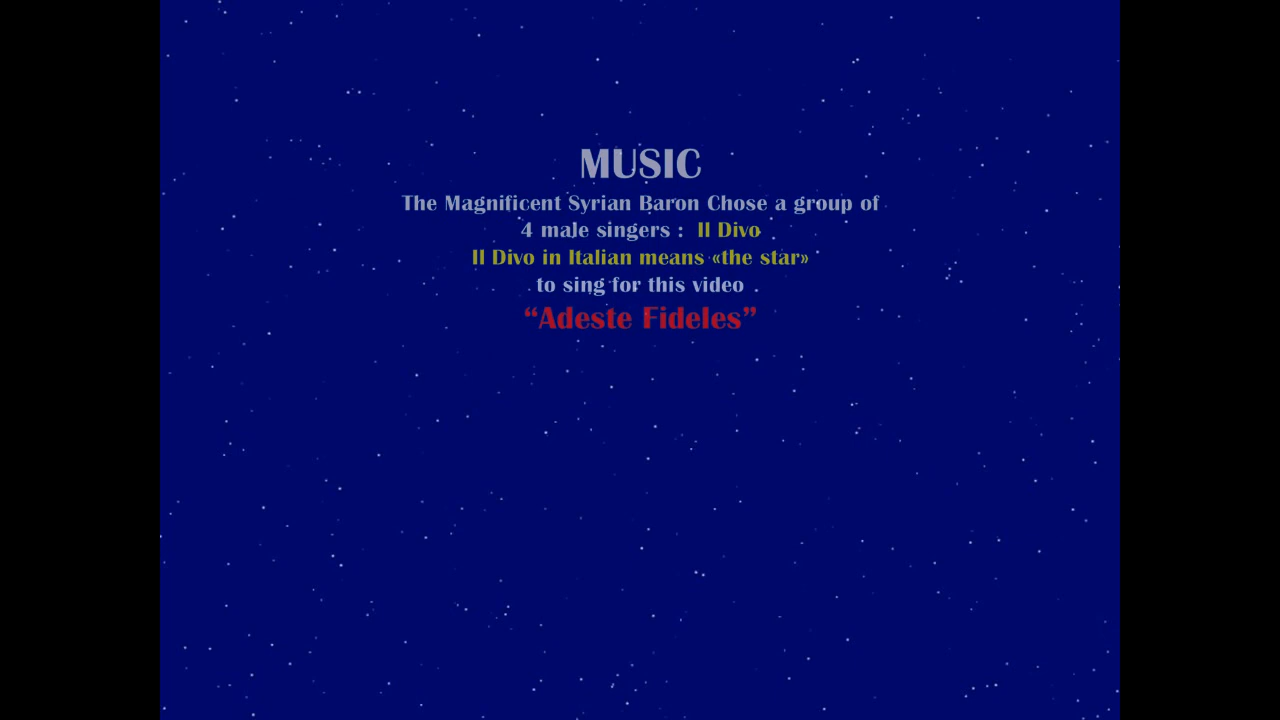 MUSIC
The Magnificent Syrian Baron Chose a group of
4 male singers : Il Divo
Il Divo in Italian means «the star»
to sing for this video
“Adeste Fideles”